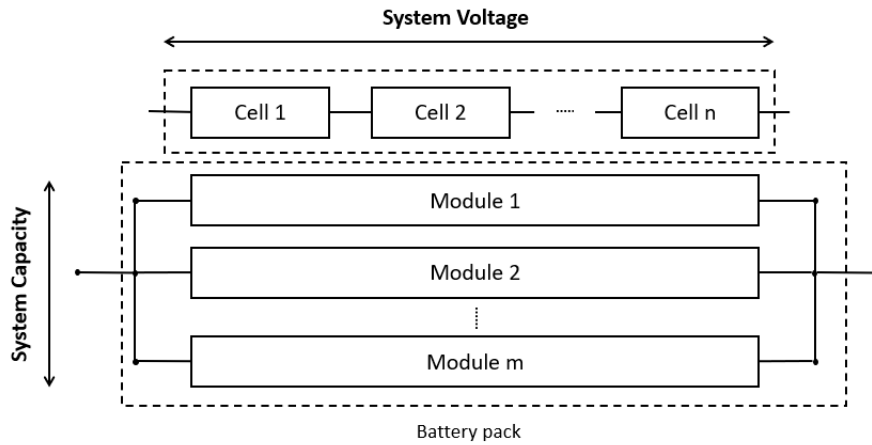 System Voltage
Cell 1
Cell 2
Cell n
System Capacity
Module 1
Module 2
Module m
Battery pack